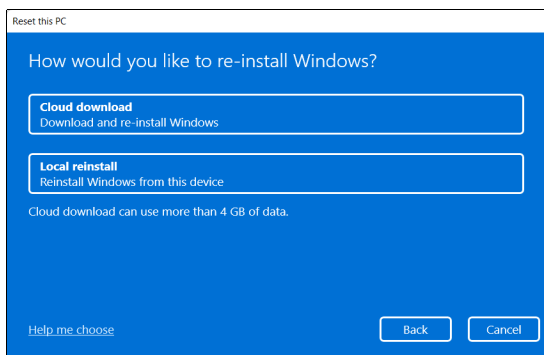 Reset this PC
How would you like to re-install Windows?
Cloud download
Download and re-install Windows
Local reinstall
Reinstall Windows from this device
Cloud download can use more than 4 GB of data.
Help me choose
Back
Cancel